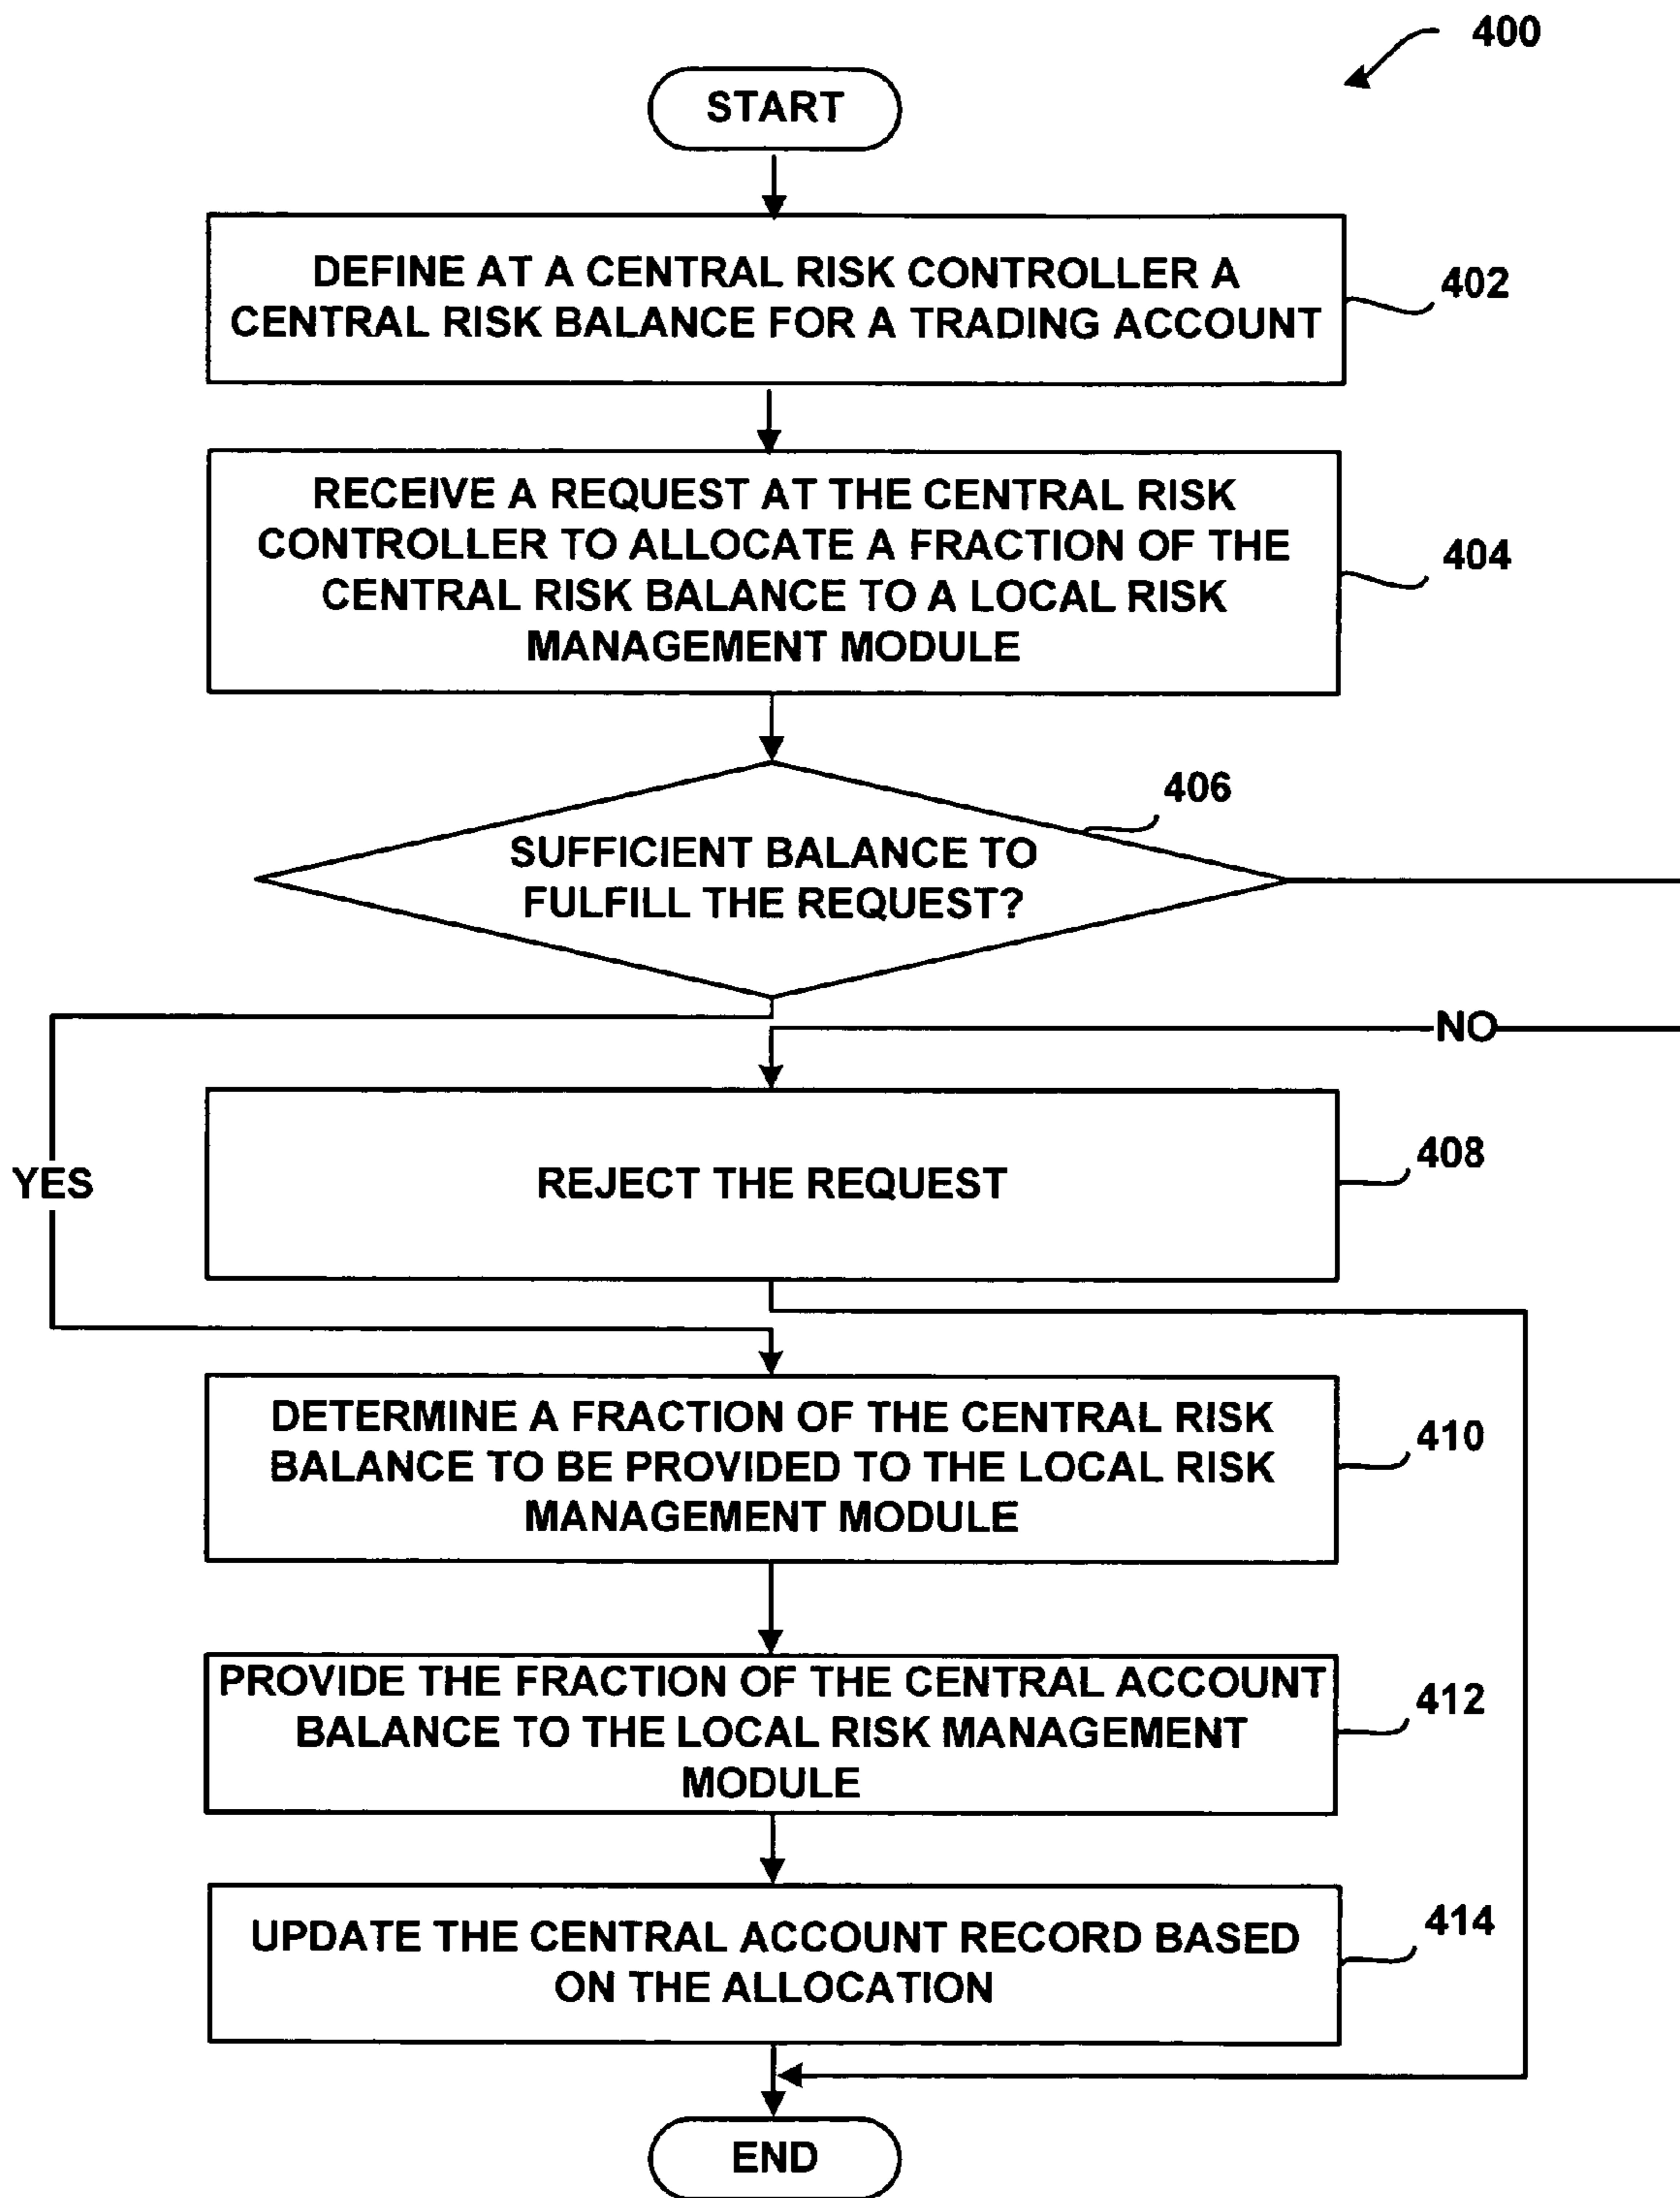 400
START
DEFINE AT A CENTRAL RISK CONTROLLER A
CENTRAL RISK BALANCE FOR A TRADING ACCOUNT
402
RECEIVE A REQUEST AT THE CENTRAL RISK
CONTROLLER TO ALLOCATE A FRACTION OF THE
CENTRAL RISK BALANCE TO A LOCAL RISK
MANAGEMENT MODULE
404
406
SUFFICIENT BALANCE TO
FULFILL THE REQUEST?
NO
YES
REJECT THE REQUEST
408
DETERMINE A FRACTION OF THE CENTRAL RISK
BALANCE TO BE PROVIDED TO THE LOCAL RISK
MANAGEMENT MODULE
410
PROVIDE THE FRACTION OF THE CENTRAL ACCOUNT
BALANCE TO THE LOCAL RISK MANAGEMENT
MODULE
412
UPDATE THE CENTRAL ACCOUNT RECORD BASED
ON THE ALLOCATION
414
END